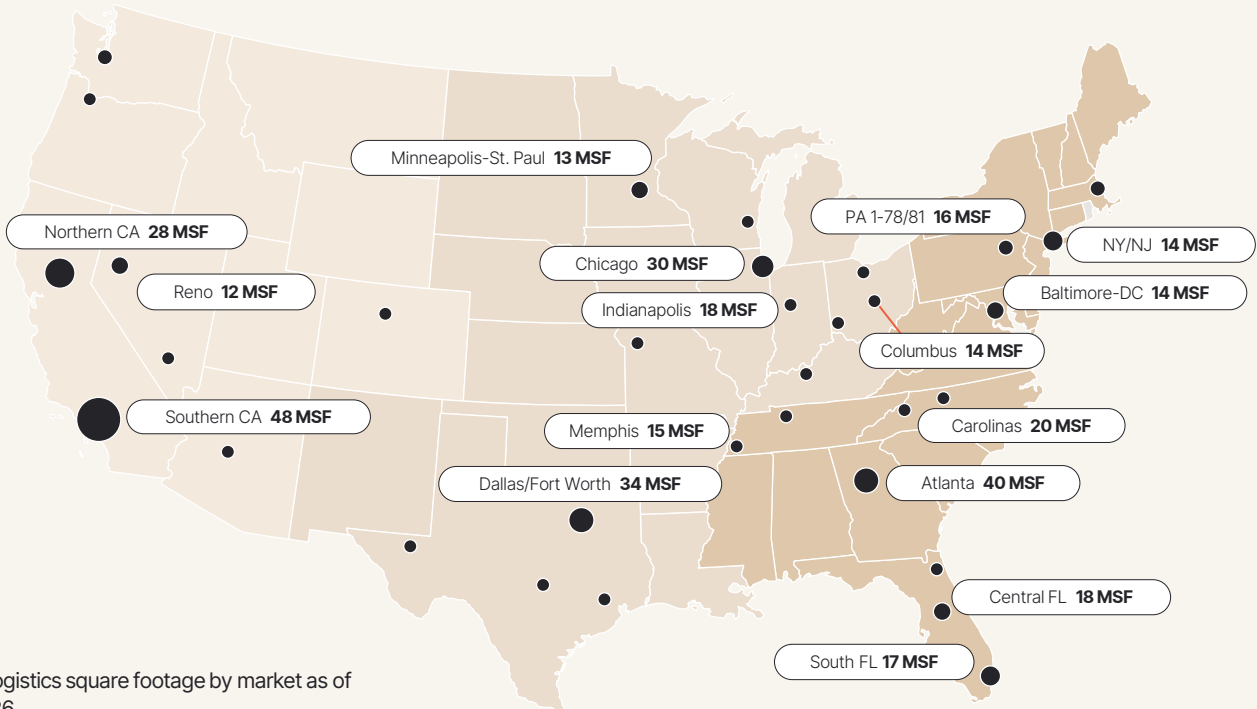 Minneapolis-St. Paul 13 MSF
PA 1-78/81 16 MSF
Northern CA 28 MSF
NY/NJ 14 MSF
Chicago 30 MSF
Reno 12 MSF
Baltimore-DC 14 MSF
Indianapolis 18 MSF
Columbus 14 MSF
Southern CA 48 MSF
Carolinas 20 MSF
Memphis 15 MSF
Dallas/Fort Worth 34 MSF
Atlanta 40 MSF
Central FL 18 MSF
South FL 17 MSF
square footage by market as of